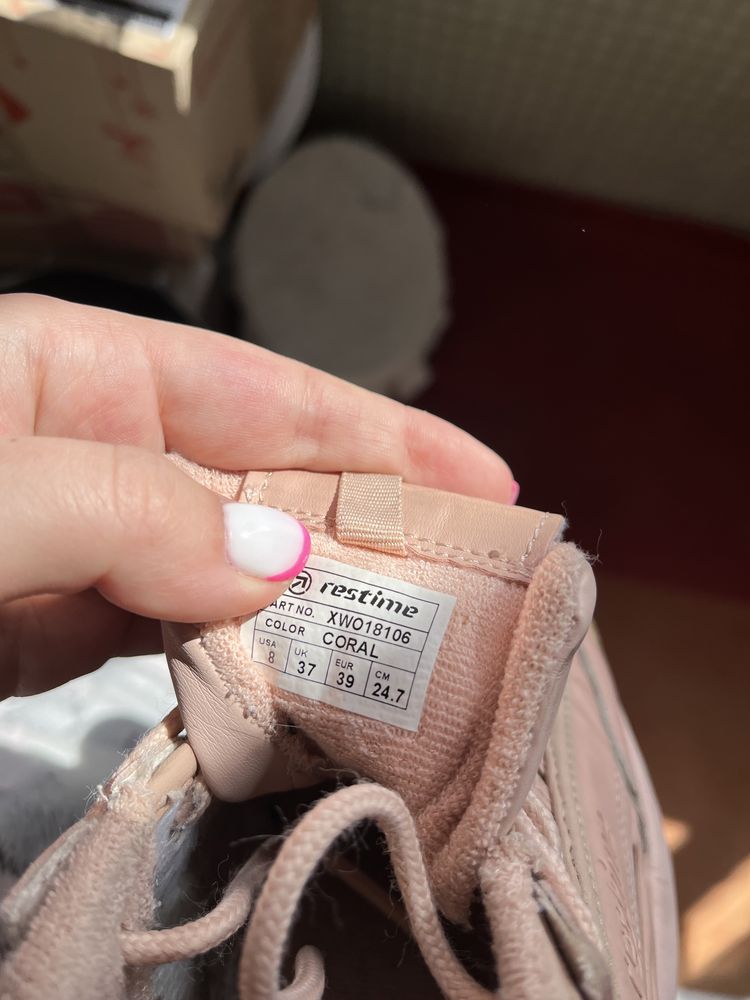 restime
ART NO. XWO18106
COLOR CORAL
USA UK EUR CM
8 37 39 24.7